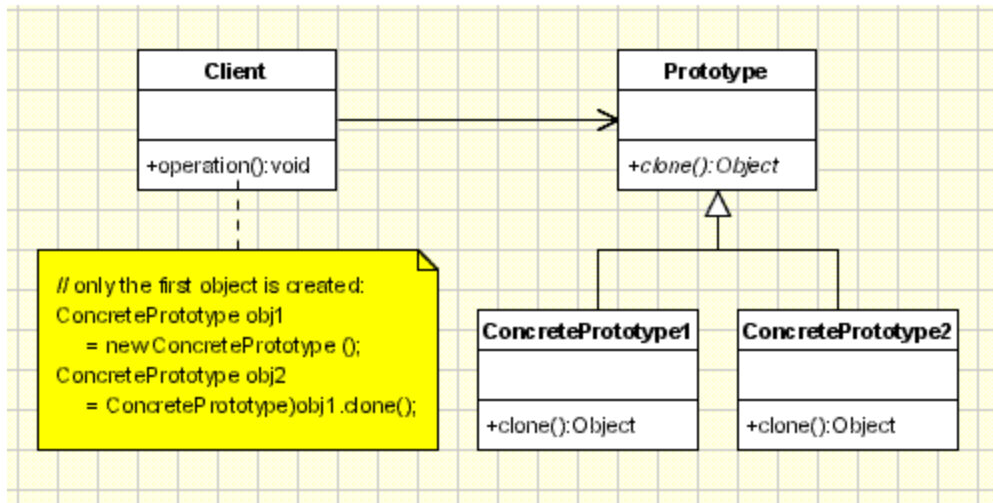 Client
+operation():void
Prototype
+clone():Object
// only the first object is created:
ConcretePrototype obj1
= new ConcretePrototype ();
ConcretePrototype obj2
= ConcretePrototype)obj1.clone();
ConcretePrototype1
+clone():Object
ConcretePrototype2
+clone():Object